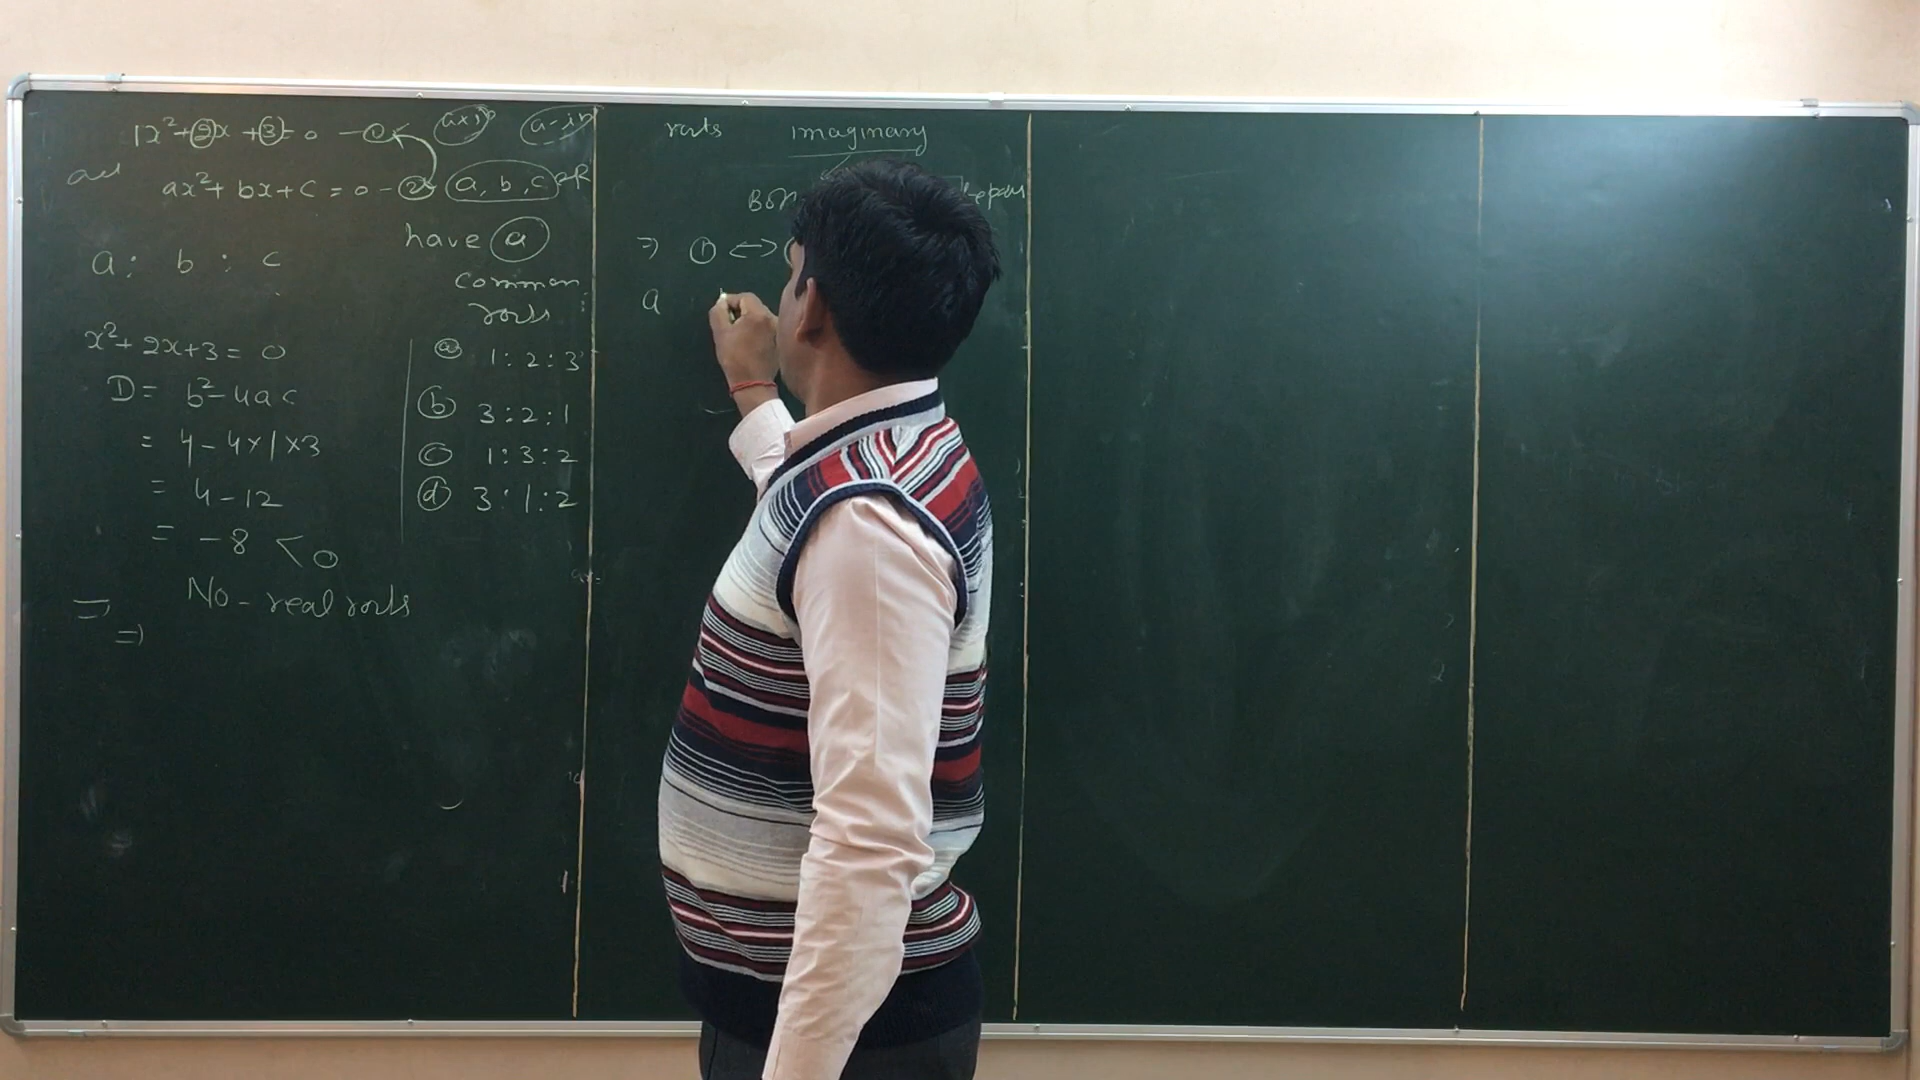 1x²+2x+3=0 - ①
and
ax²+bx+c=0 - ② a, b, c ∈ R
have a
common
roots
a : b : c
x²+2x+3=0
D = b²-4ac
= 4-4×1×3
= 4-12
= -8 < 0
No-real roots
=
⇒
ⓐ 1:2:3
ⓑ 3:2:1
ⓒ 1:3:2
ⓓ 3:1:2
roots imaginary
⇒ ① ↔
a